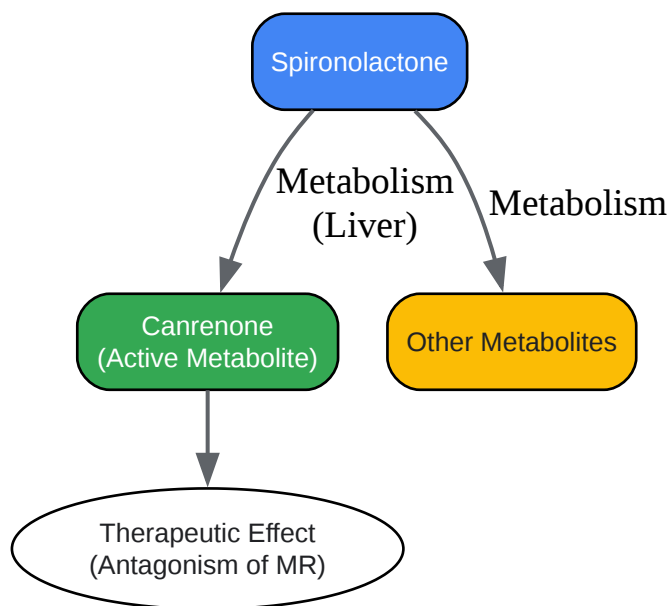 Spironolactone
Metabolism
(Liver)
Metabolism
Canrenone
(Active Metabolite)
Other Metabolites
Therapeutic Effect
(Antagonism of MR)